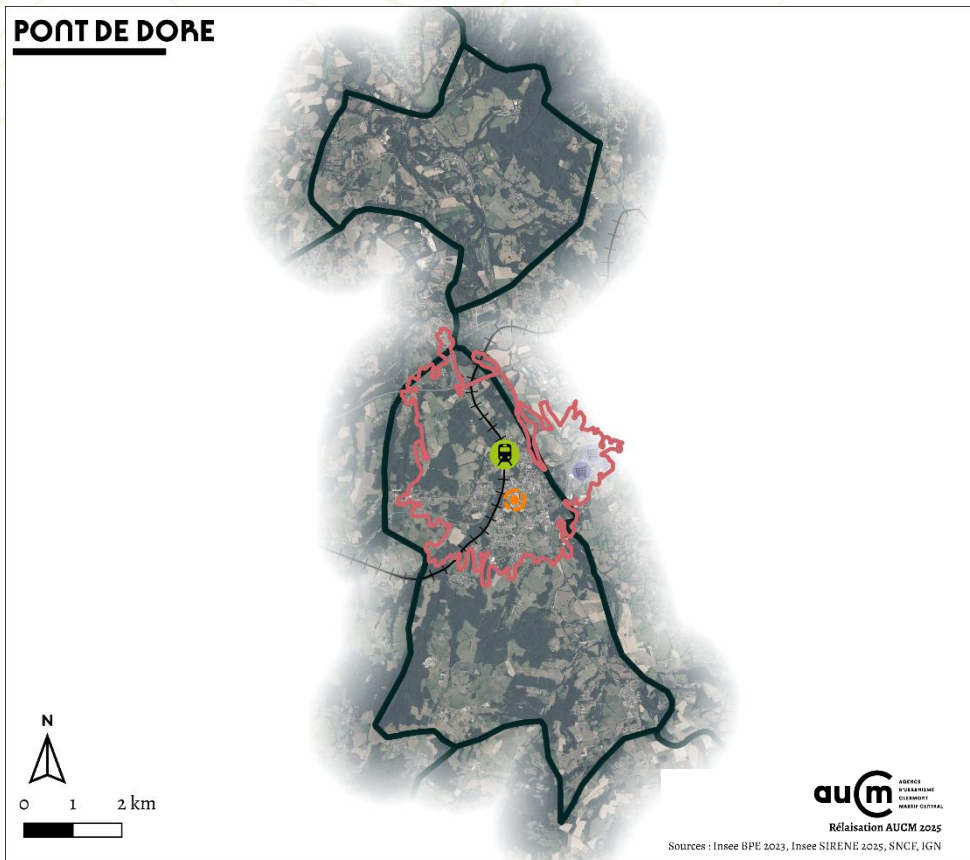 PONT DE DORE
N
0 1 2 km
aucm
AGENCE
D'URBANISME
CLERMONT
MASSIF CENTRAL
Rélaisation AUCM 2025
Sources : Insee BPE 2023, Insee SIRENE 2025, SNCF, IGN